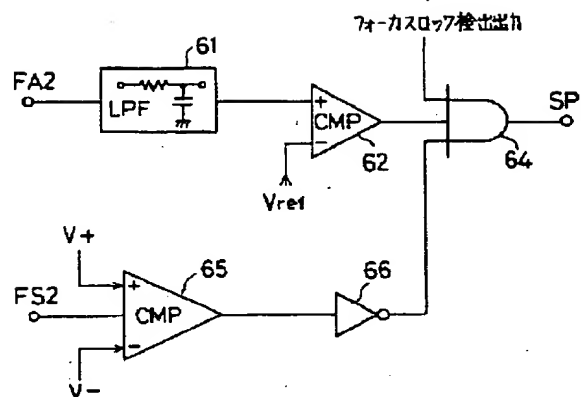 フォーカスロック検出出力
61
FA2
LPF
+
CMP
-
62
Vref
SP
64
V+
FS2
+
CMP
-
65
66
V-